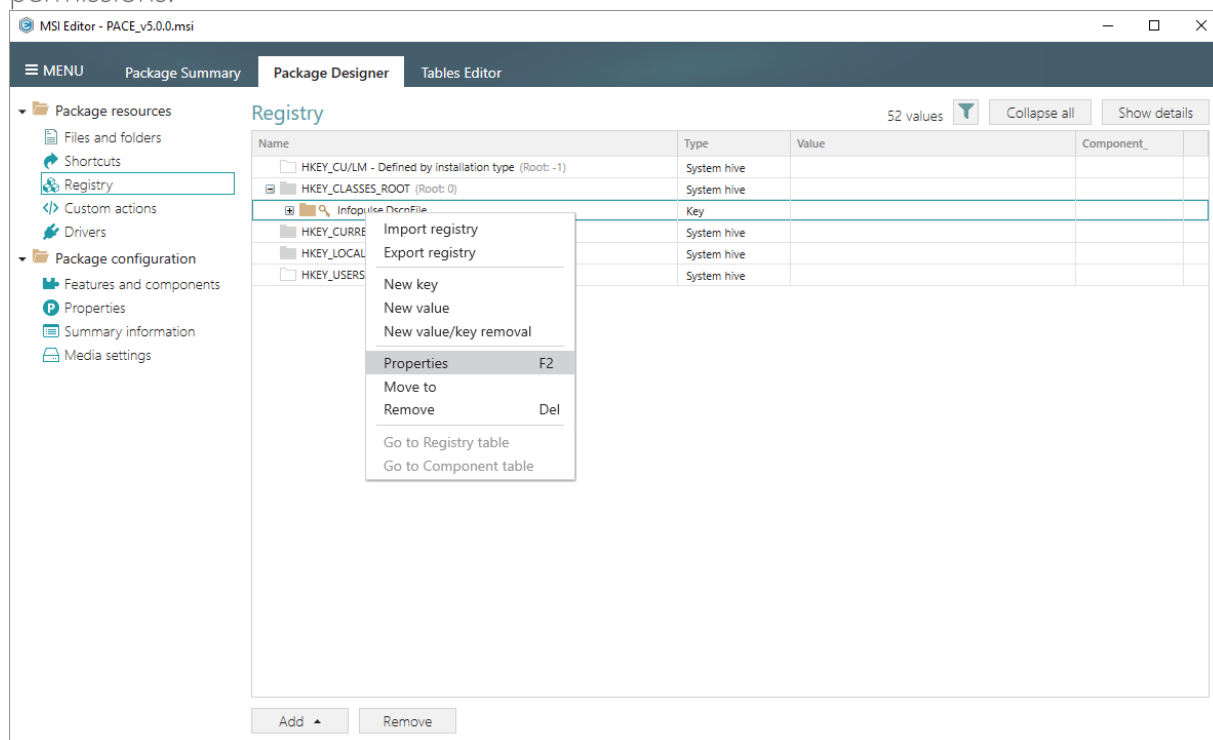 permissions.
MSI Editor - PACE_v5.0.0.msi
MENU Package Summary Package Designer Tables Editor
Package resources
Files and folders
Shortcuts
Registry
Custom actions
Drivers
Package configuration
Features and components
Properties
Summary information
Media settings
Registry 52 values Collapse all Show details
Name Type Value Component_
HKEY_CU/LM - Defined by installation type (Root: -1) System hive
HKEY_CLASSES_ROOT (Root: 0) System hive
Infopulse.DscnFile Key
HKEY_CURRE System hive
HKEY_LOCAL System hive
HKEY_USERS System hive
Import registry
Export registry
New key
New value
New value/key removal
Properties F2
Move to
Remove Del
Go to Registry table
Go to Component table
Add Remove